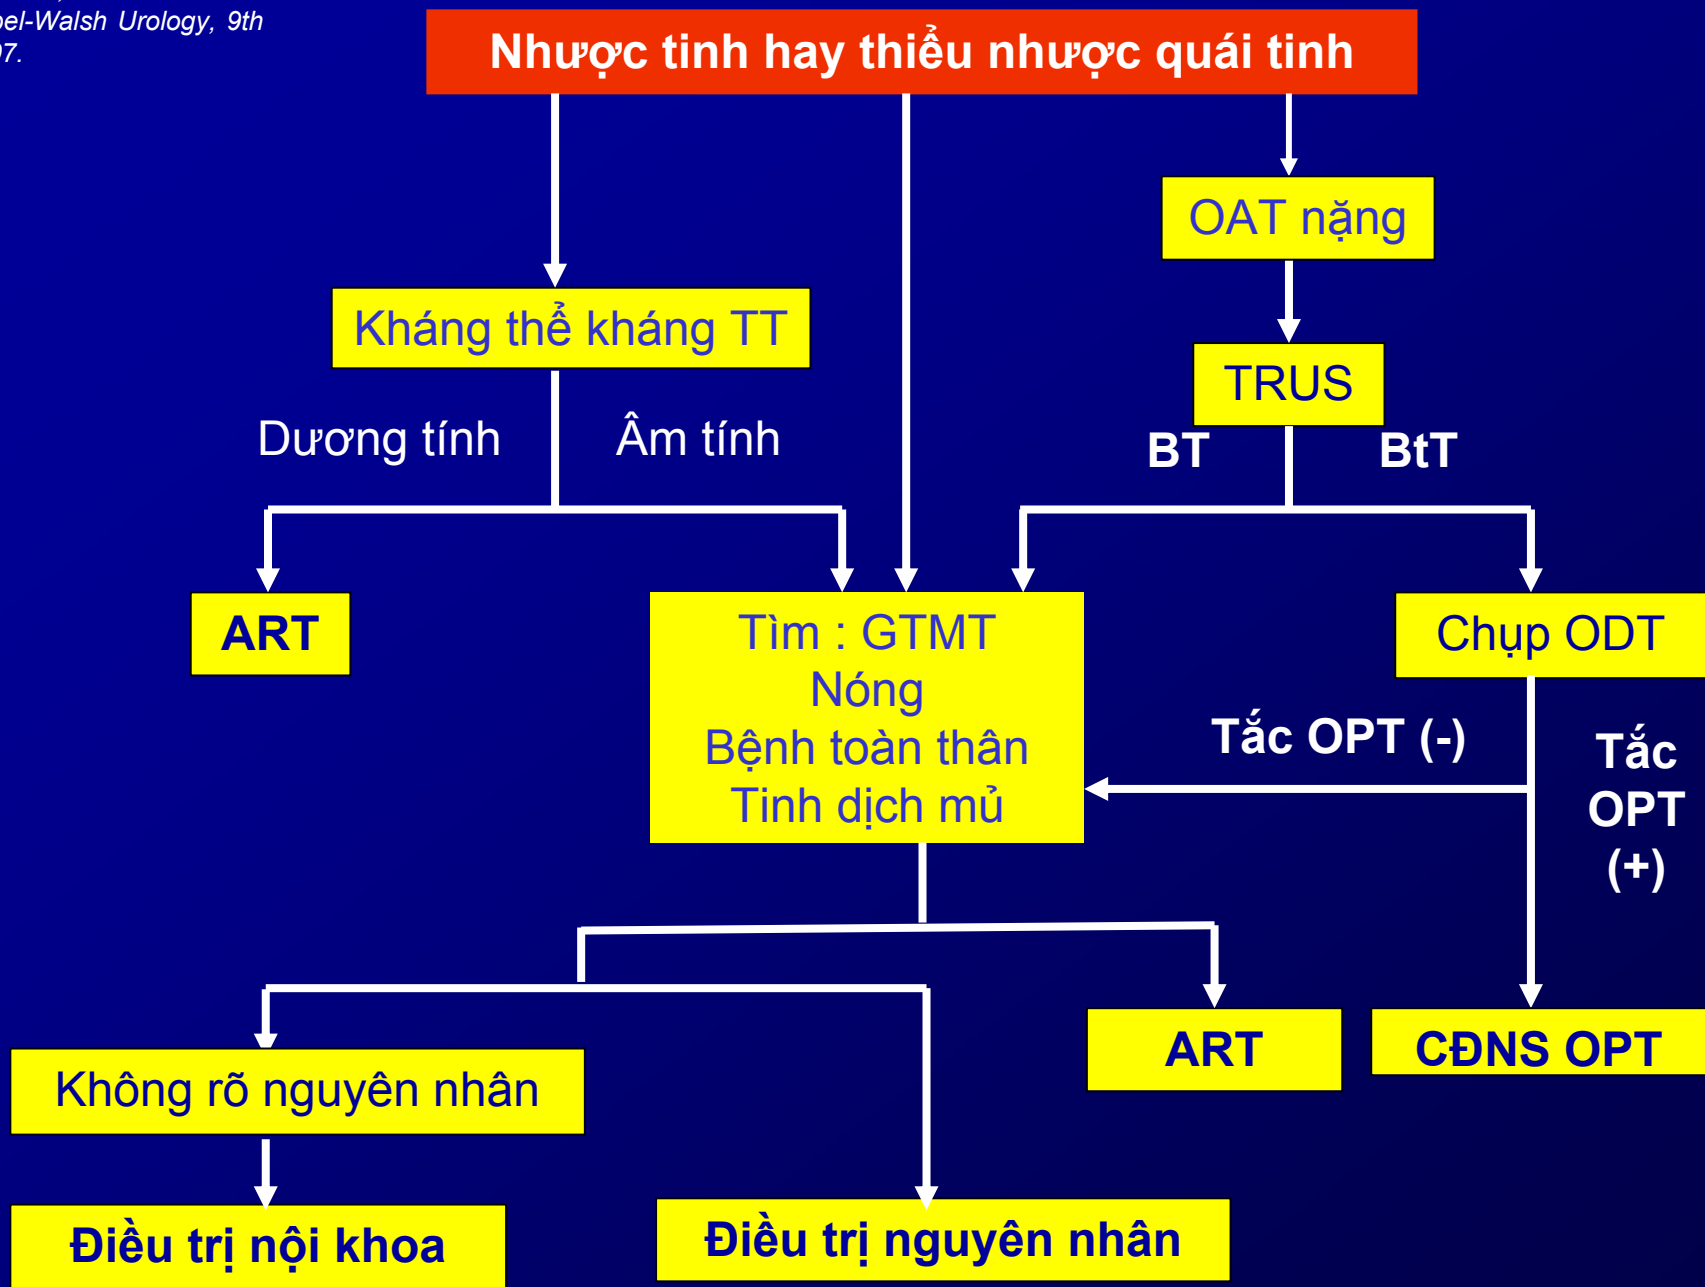 Walsh Urology, 9th
Nhược tinh hay thiểu nhược quái tinh
OAT nặng
Kháng thể kháng TT
TRUS
Dương tính
Âm tính
BT
BtT
ART
Tìm : GTMT
Nóng
Bệnh toàn thân
Tinh dịch mủ
Chụp ODT
Tắc OPT (-)
Tắc
OPT
(+)
ART
CĐNS OPT
Không rõ nguyên nhân
Điều trị nội khoa
Điều trị nguyên nhân